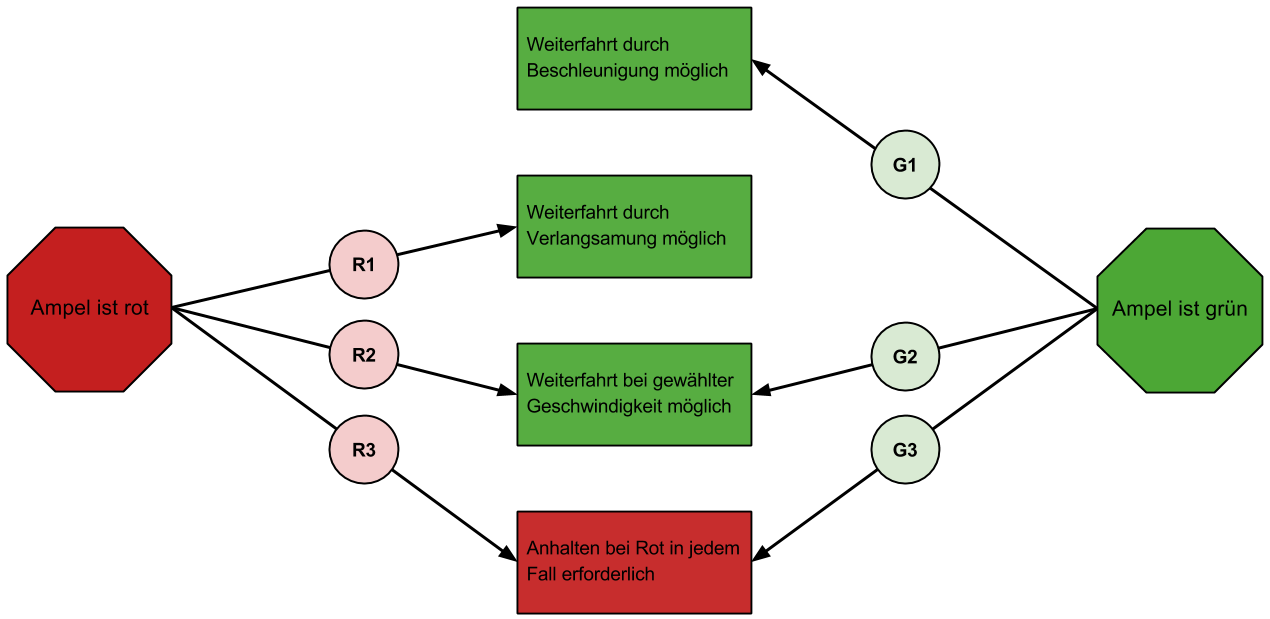 Weiterfahrt durch
Beschleunigung möglich
G1
Weiterfahrt durch
Verlangsamung möglich
R1
Ampel ist rot
Ampel ist grün
R2
G2
Weiterfahrt bei gewählter
Geschwindigkeit möglich
R3
G3
Anhalten bei Rot in jedem
Fall erforderlich